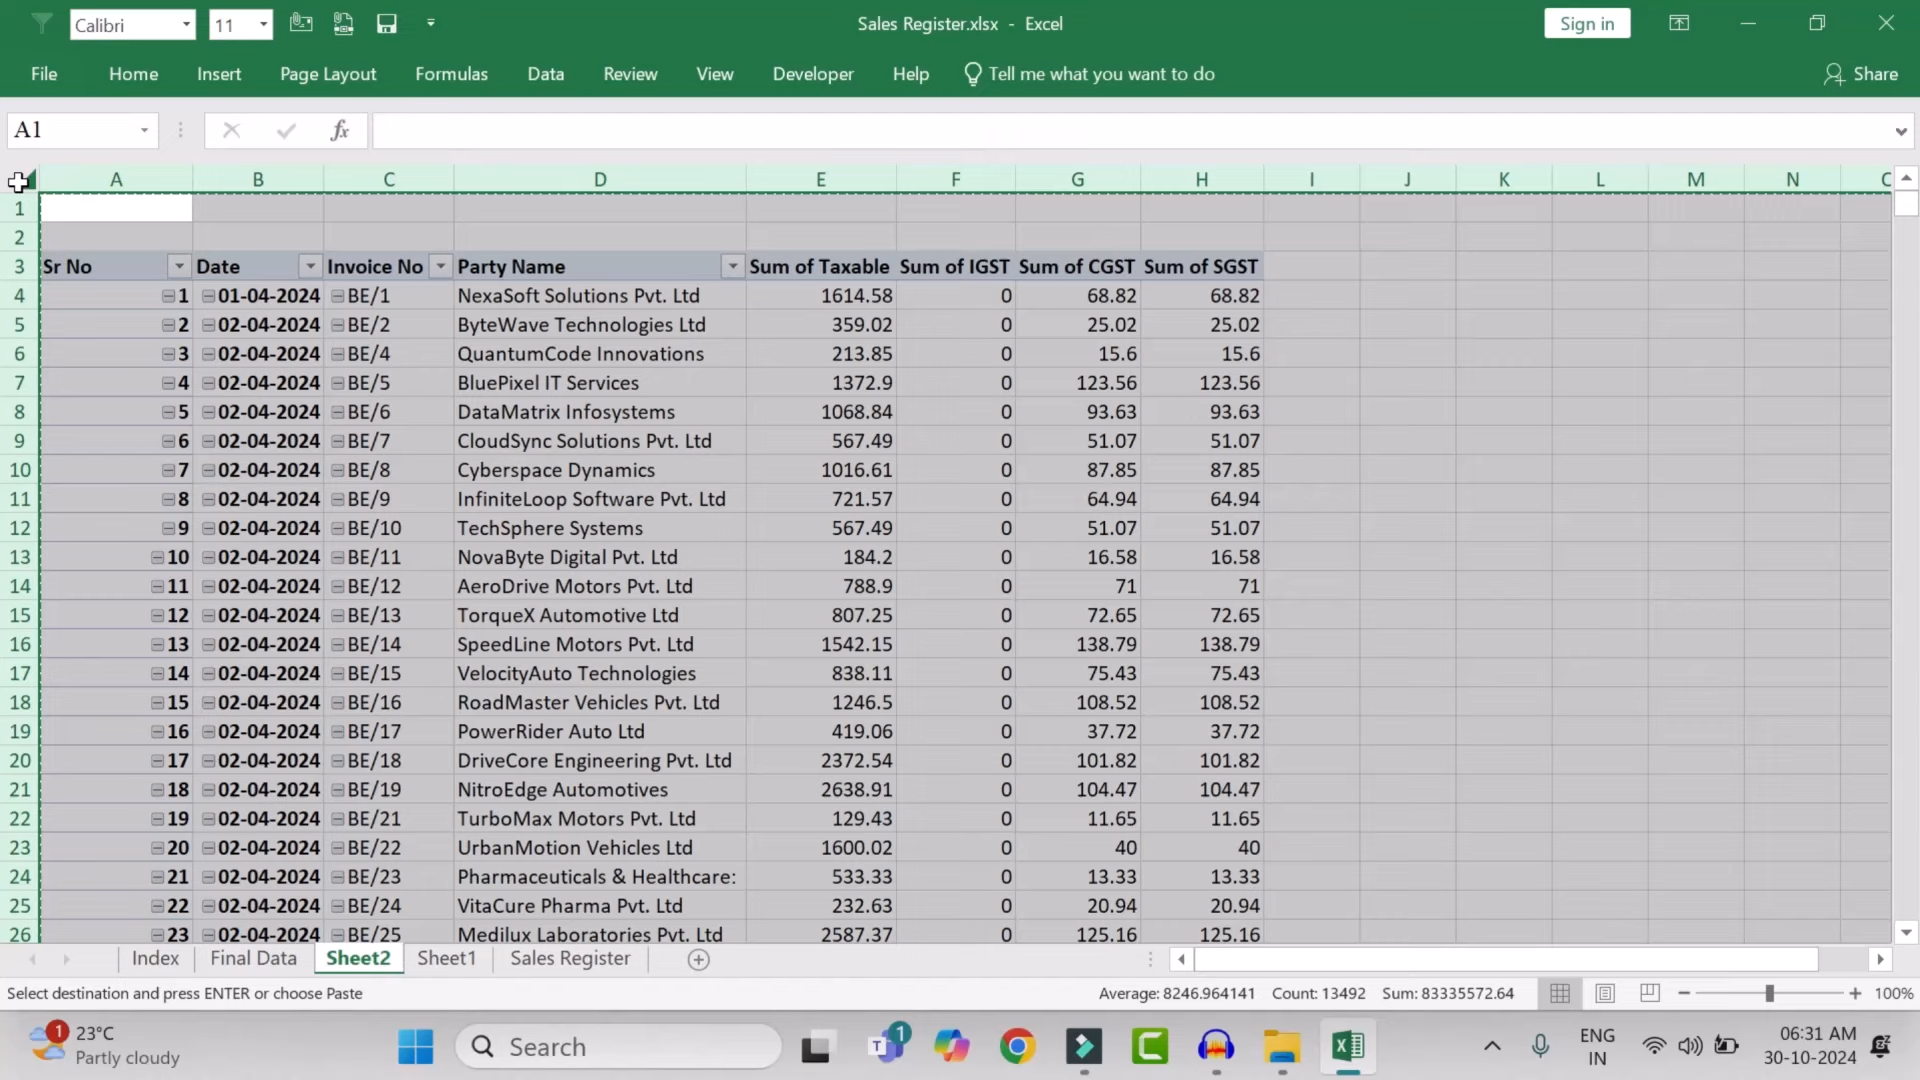 Calibri 11 Sales Register.xlsx - Excel Sign in
File Home Insert Page Layout Formulas Data Review View Developer Help Tell me what you want to do Share
A1 fx
A B C D E F G H I J K L M N
1
2
3 Sr No Date Invoice No Party Name Sum of Taxable Sum of IGST Sum of CGST Sum of SGST
4 1 01-04-2024 BE/1 NexaSoft Solutions Pvt. Ltd 1614.58 0 68.82 68.82
5 2 02-04-2024 BE/2 ByteWave Technologies Ltd 359.02 0 25.02 25.02
6 3 02-04-2024 BE/4 QuantumCode Innovations 213.85 0 15.6 15.6
7 4 02-04-2024 BE/5 BluePixel IT Services 1372.9 0 123.56 123.56
8 5 02-04-2024 BE/6 DataMatrix Infosystems 1068.84 0 93.63 93.63
9 6 02-04-2024 BE/7 CloudSync Solutions Pvt. Ltd 567.49 0 51.07 51.07
10 7 02-04-2024 BE/8 Cyberspace Dynamics 1016.61 0 87.85 87.85
11 8 02-04-2024 BE/9 InfiniteLoop Software Pvt. Ltd 721.57 0 64.94 64.94
12 9 02-04-2024 BE/10 TechSphere Systems 567.49 0 51.07 51.07
13 10 02-04-2024 BE/11 NovaByte Digital Pvt. Ltd 184.2 0 16.58 16.58
14 11 02-04-2024 BE/12 AeroDrive Motors Pvt. Ltd 788.9 0 71 71
15 12 02-04-2024 BE/13 TorqueX Automotive Ltd 807.25 0 72.65 72.65
16 13 02-04-2024 BE/14 SpeedLine Motors Pvt. Ltd 1542.15 0 138.79 138.79
17 14 02-04-2024 BE/15 VelocityAuto Technologies 838.11 0 75.43 75.43
18 15 02-04-2024 BE/16 RoadMaster Vehicles Pvt. Ltd 1246.5 0 108.52 108.52
19 16 02-04-2024 BE/17 PowerRider Auto Ltd 419.06 0 37.72 37.72
20 17 02-04-2024 BE/18 DriveCore Engineering Pvt. Ltd 2372.54 0 101.82 101.82
21 18 02-04-2024 BE/19 NitroEdge Automotives 2638.91 0 104.47 104.47
22 19 02-04-2024 BE/21 TurboMax Motors Pvt. Ltd 129.43 0 11.65 11.65
23 20 02-04-2024 BE/22 UrbanMotion Vehicles Ltd 1600.02 0 40 40
24 21 02-04-2024 BE/23 Pharmaceuticals & Healthcare: 533.33 0 13.33 13.33
25 22 02-04-2024 BE/24 VitaCure Pharma Pvt. Ltd 232.63 0 20.94 20.94
26 23 02-04-2024 BE/25 Medilux Laboratories Pvt. Ltd 2587.37 0 125.16 125.16
Index Final Data Sheet2 Sheet1 Sales Register
Select destination and press ENTER or choose Paste Average: 8246.964141 Count: 13492 Sum: 83335572.64 100%
1 23°C Search T 1 ENG 06:31 AM
Partly cloudy IN 30-10-2024